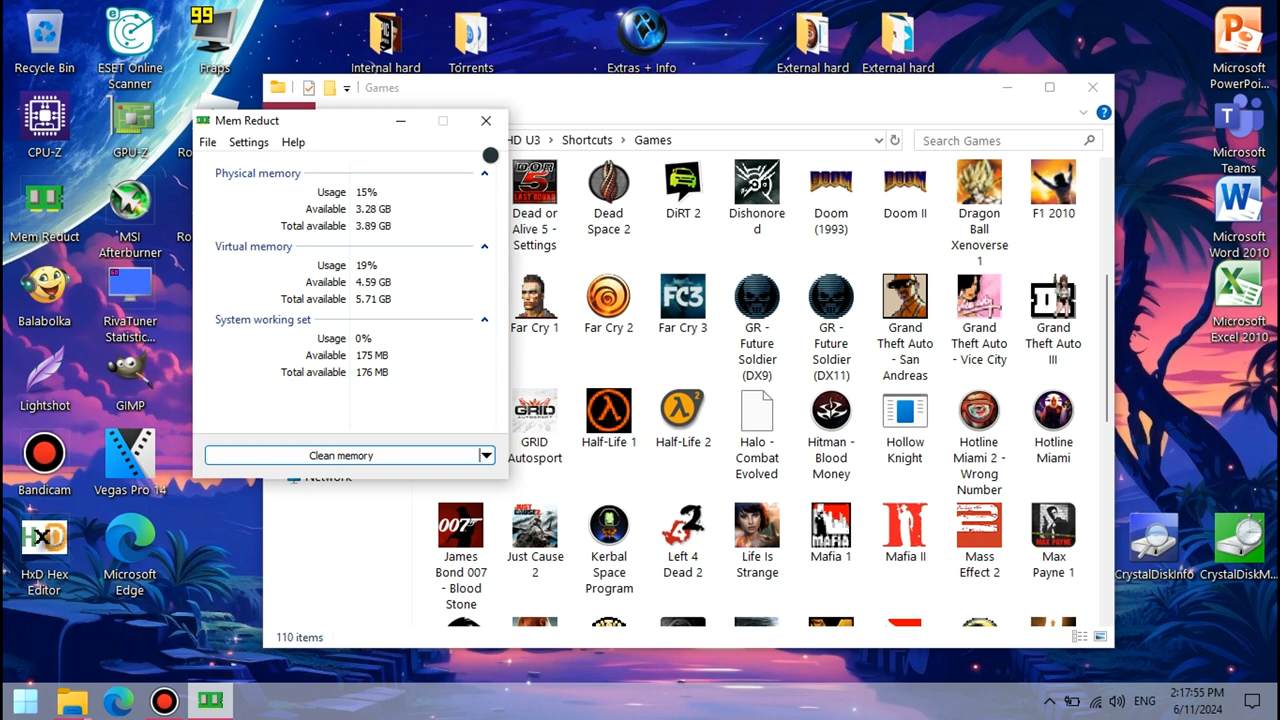 99
Recycle Bin
ESET Online
Scanner
Fraps
Internal hard
Torrents
Extras + Info
External hard
External hard
Microsoft
PowerPoi...
CPU-Z
GPU-Z
Ro
Mem Reduct
MSI
Afterburner
Ro
Balabolka
RivaTuner
Statistic...
Lightshot
GIMP
Bandicam
Vegas Pro 14
HxD Hex
Editor
Microsoft
Edge
Microsoft
Teams
Microsoft
Word 2010
Microsoft
Excel 2010
CrystalDiskInfo
CrystalDiskM...
Games
HD U3 > Shortcuts > Games
Search Games
Mem Reduct
File Settings Help
Physical memory
Usage 15%
Available 3.28 GB
Total available 3.89 GB
Virtual memory
Usage 19%
Available 4.59 GB
Total available 5.71 GB
System working set
Usage 0%
Available 175 MB
Total available 176 MB
Clean memory
Network
Dead or
Alive 5 -
Settings
Dead
Space 2
DiRT 2
Dishonore
d
Doom
(1993)
Doom II
Dragon
Ball
Xenoverse
1
F1 2010
Far Cry 1
Far Cry 2
FC3
Far Cry 3
GR -
Future
Soldier
(DX9)
GR -
Future
Soldier
(DX11)
Grand
Theft Auto
- San
Andreas
Grand
Theft Auto
- Vice City
Grand
Theft Auto
III
GRID
Autosport
Half-Life 1
Half-Life 2
Halo -
Combat
Evolved
Hitman -
Blood
Money
Hollow
Knight
Hotline
Miami 2 -
Wrong
Number
Hotline
Miami
James
Bond 007
- Blood
Stone
Just Cause
2
Kerbal
Space
Program
Left 4
Dead 2
Life Is
Strange
Mafia 1
Mafia II
Mass
Effect 2
Max
Payne 1
110 items
ENG
2:17:55 PM
6/11/2024